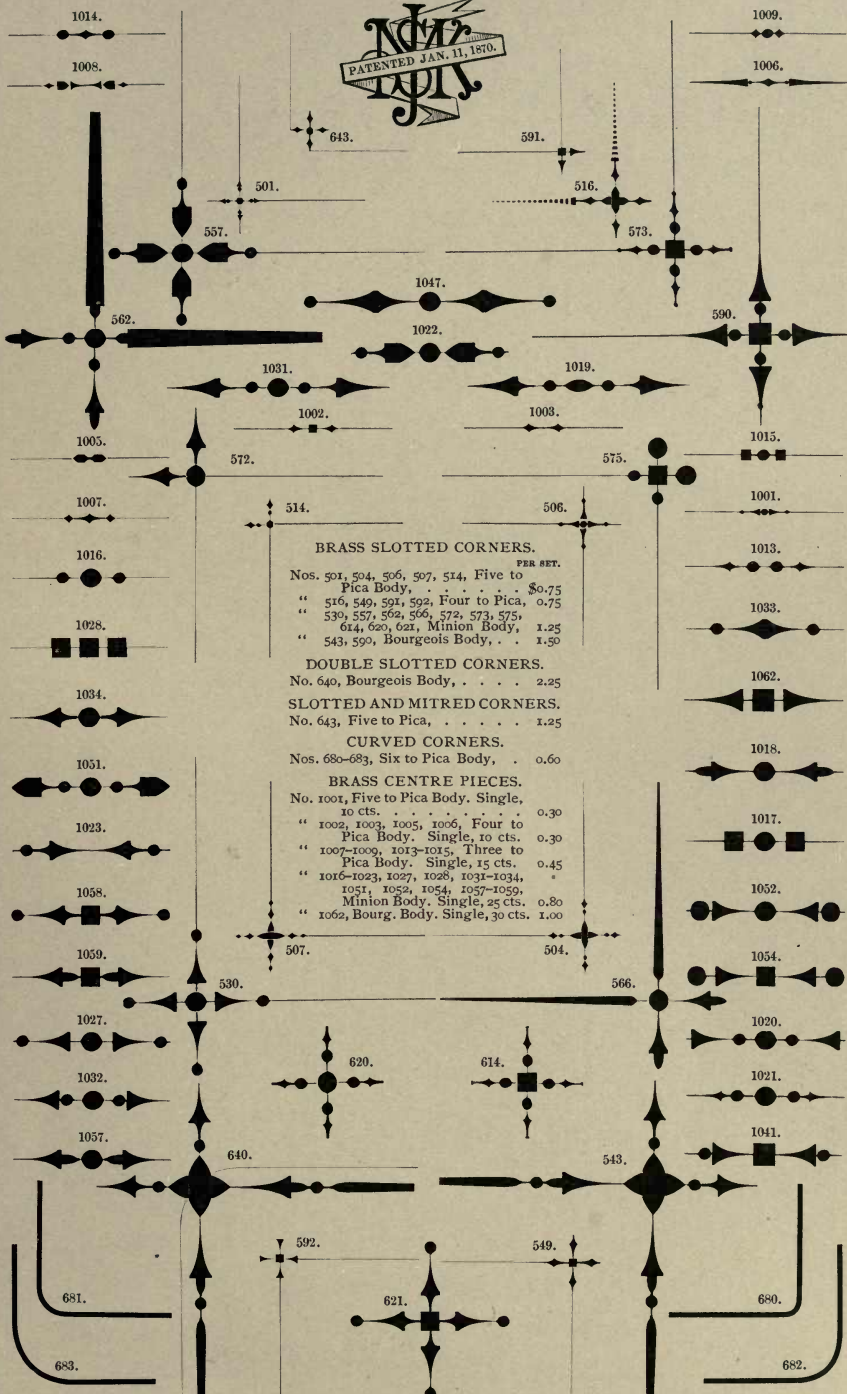 1014.
1009.
PATENTED JAN. 11, 1870.
1008.
1006.
643.
591.
501.
516.
557.
573.
1047.
562.
590.
1022.
1031.
1019.
1002.
1003.
1005.
1015.
572.
575.
1007.
514.
506.
1001.
BRASS SLOTTED CORNERS.
PER SET.
Nos. 501, 504, 506, 507, 514, Five to
Pica Body, . . . . . . $0.75
“ 516, 549, 591, 592, Four to Pica, 0.75
“ 530, 557, 562, 566, 572, 573, 575,
614, 620, 621, Minion Body, 1.25
“ 543, 590, Bourgeois Body, . . 1.50
DOUBLE SLOTTED CORNERS.
No. 640, Bourgeois Body, . . . . 2.25
SLOTTED AND MITRED CORNERS.
No. 643, Five to Pica, . . . . . 1.25
CURVED CORNERS.
Nos. 680-683, Six to Pica Body, . 0.60
BRASS CENTRE PIECES.
No. 1001, Five to Pica Body. Single,
10 cts. . . . . . . . . . 0.30
“ 1002, 1003, 1005, 1006, Four to
Pica Body. Single, 10 cts. 0.30
“ 1007-1009, 1013-1015, Three to
Pica Body. Single, 15 cts. 0.45
“ 1016-1023, 1027, 1028, 1031-1034,
1051, 1052, 1054, 1057-1059,
Minion Body. Single, 25 cts. 0.80
“ 1062, Bourg. Body. Single, 30 cts. 1.00
1016.
1013.
1028.
1033.
1034.
1062.
1051.
1018.
1023.
1017.
1058.
1052.
507.
504.
1059.
1054.
530.
566.
1027.
1020.
620.
614.
1032.
1021.
1057.
1041.
640.
543.
592.
549.
681.
680.
621.
683.
682.